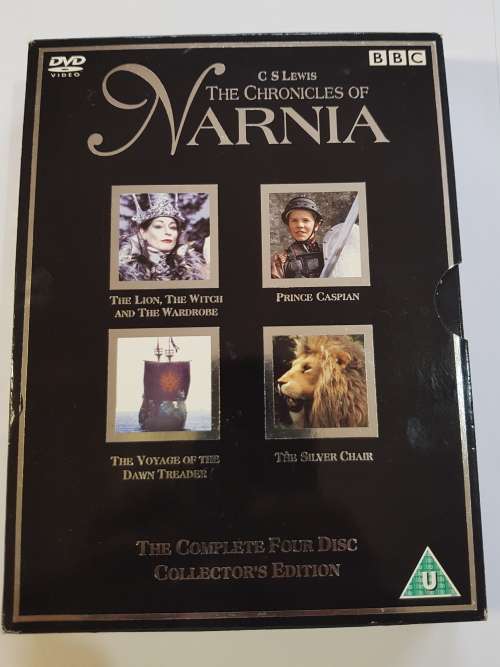 DVD
VIDEO
BBC
C S LEWIS
THE CHRONICLES OF
NARNIA
THE LION, THE WITCH
AND THE WARDROBE
PRINCE CASPIAN
THE VOYAGE OF THE
DAWN TREADER
THE SILVER CHAIR
THE COMPLETE FOUR DISC
COLLECTOR'S EDITION
U